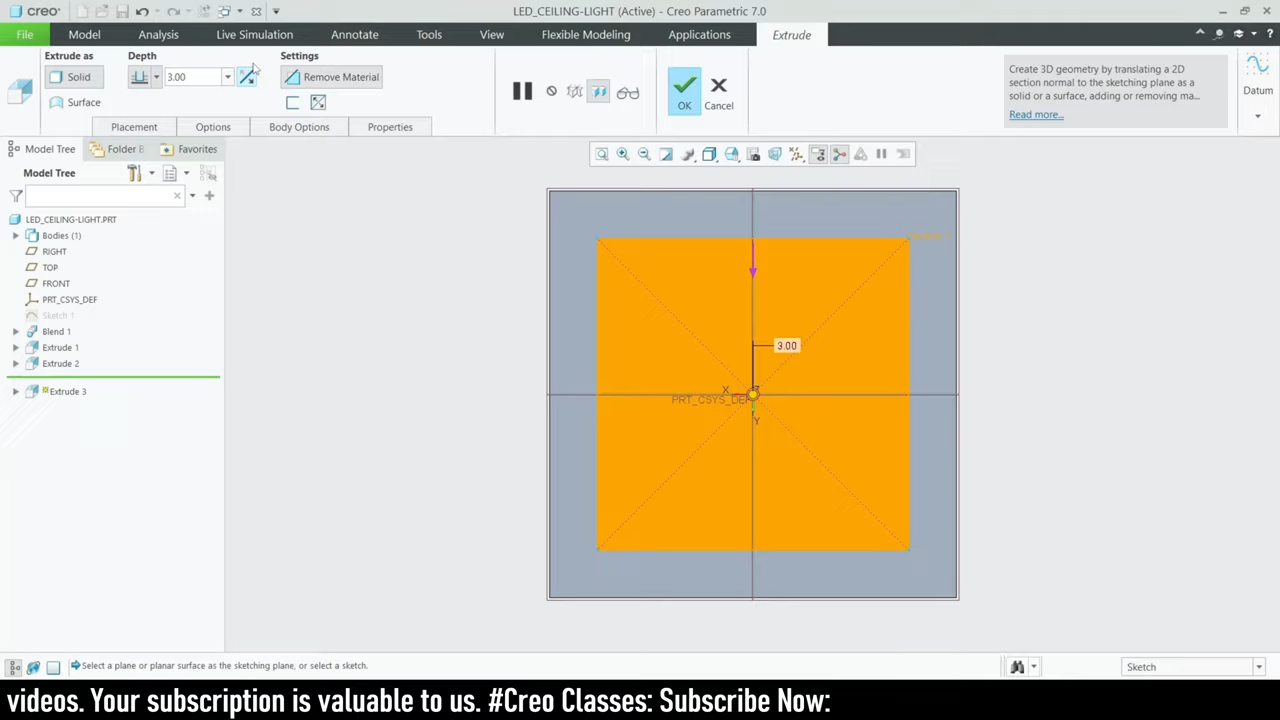 creo
LED_CEILING-LIGHT (Active) - Creo Parametric 7.0
File
Model
Analysis
Live Simulation
Annotate
Tools
View
Flexible Modeling
Applications
Extrude
Extrude as
Depth
Settings
Solid
3.00
Remove Material
Surface
OK
Cancel
Create 3D geometry by translating a 2D
section normal to the sketching plane as a
solid or a surface, adding or removing ma...
Read more...
Datum
Placement
Options
Body Options
Properties
Model Tree
Folder B
Favorites
Model Tree
LED_CEILING-LIGHT.PRT
Bodies (1)
RIGHT
TOP
FRONT
PRT_CSYS_DEF
Sketch 1
Blend 1
Extrude 1
Extrude 2
Extrude 3
3.00
X
PRT_CSYS_DEF
Y
Select a plane or planar surface as the sketching plane, or select a sketch.
Sketch
videos. Your subscription is valuable to us. #Creo Classes: Subscribe Now: